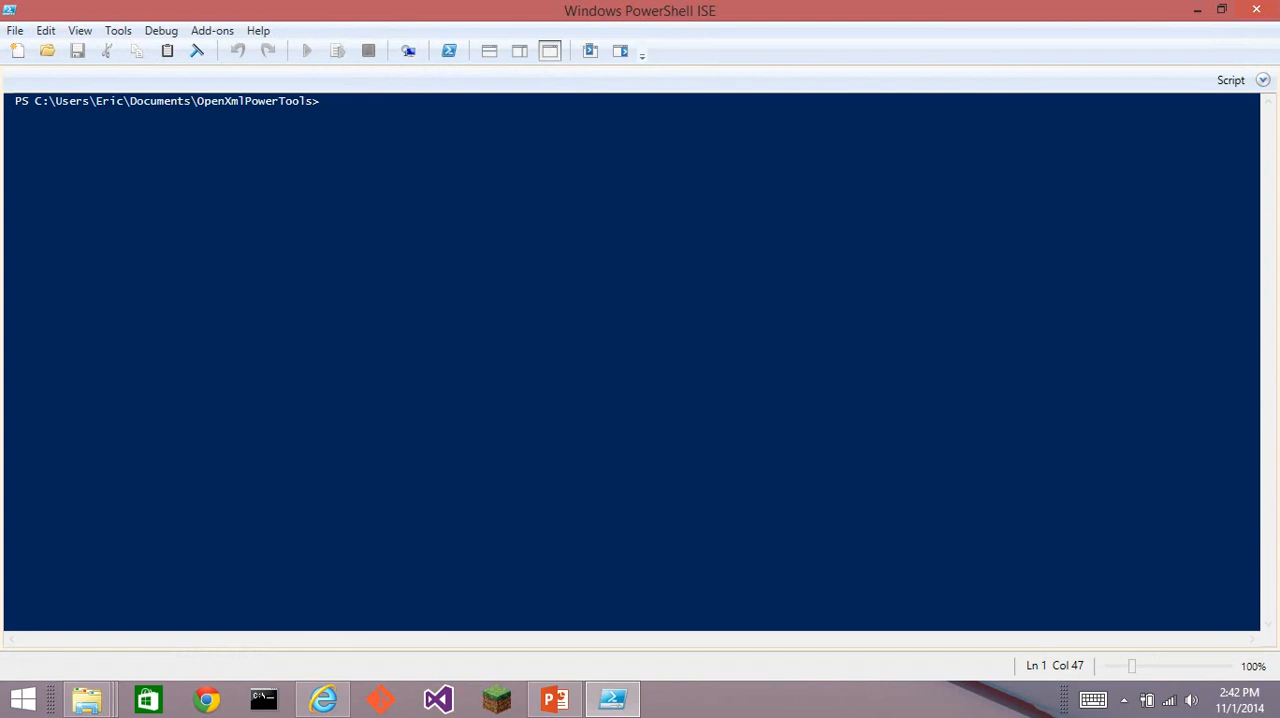 Windows PowerShell ISE
File Edit View Tools Debug Add-ons Help
Script
PS C:\Users\Eric\Documents\OpenXmlPowerTools>
Ln 1 Col 47 100%
2:42 PM
11/1/2014